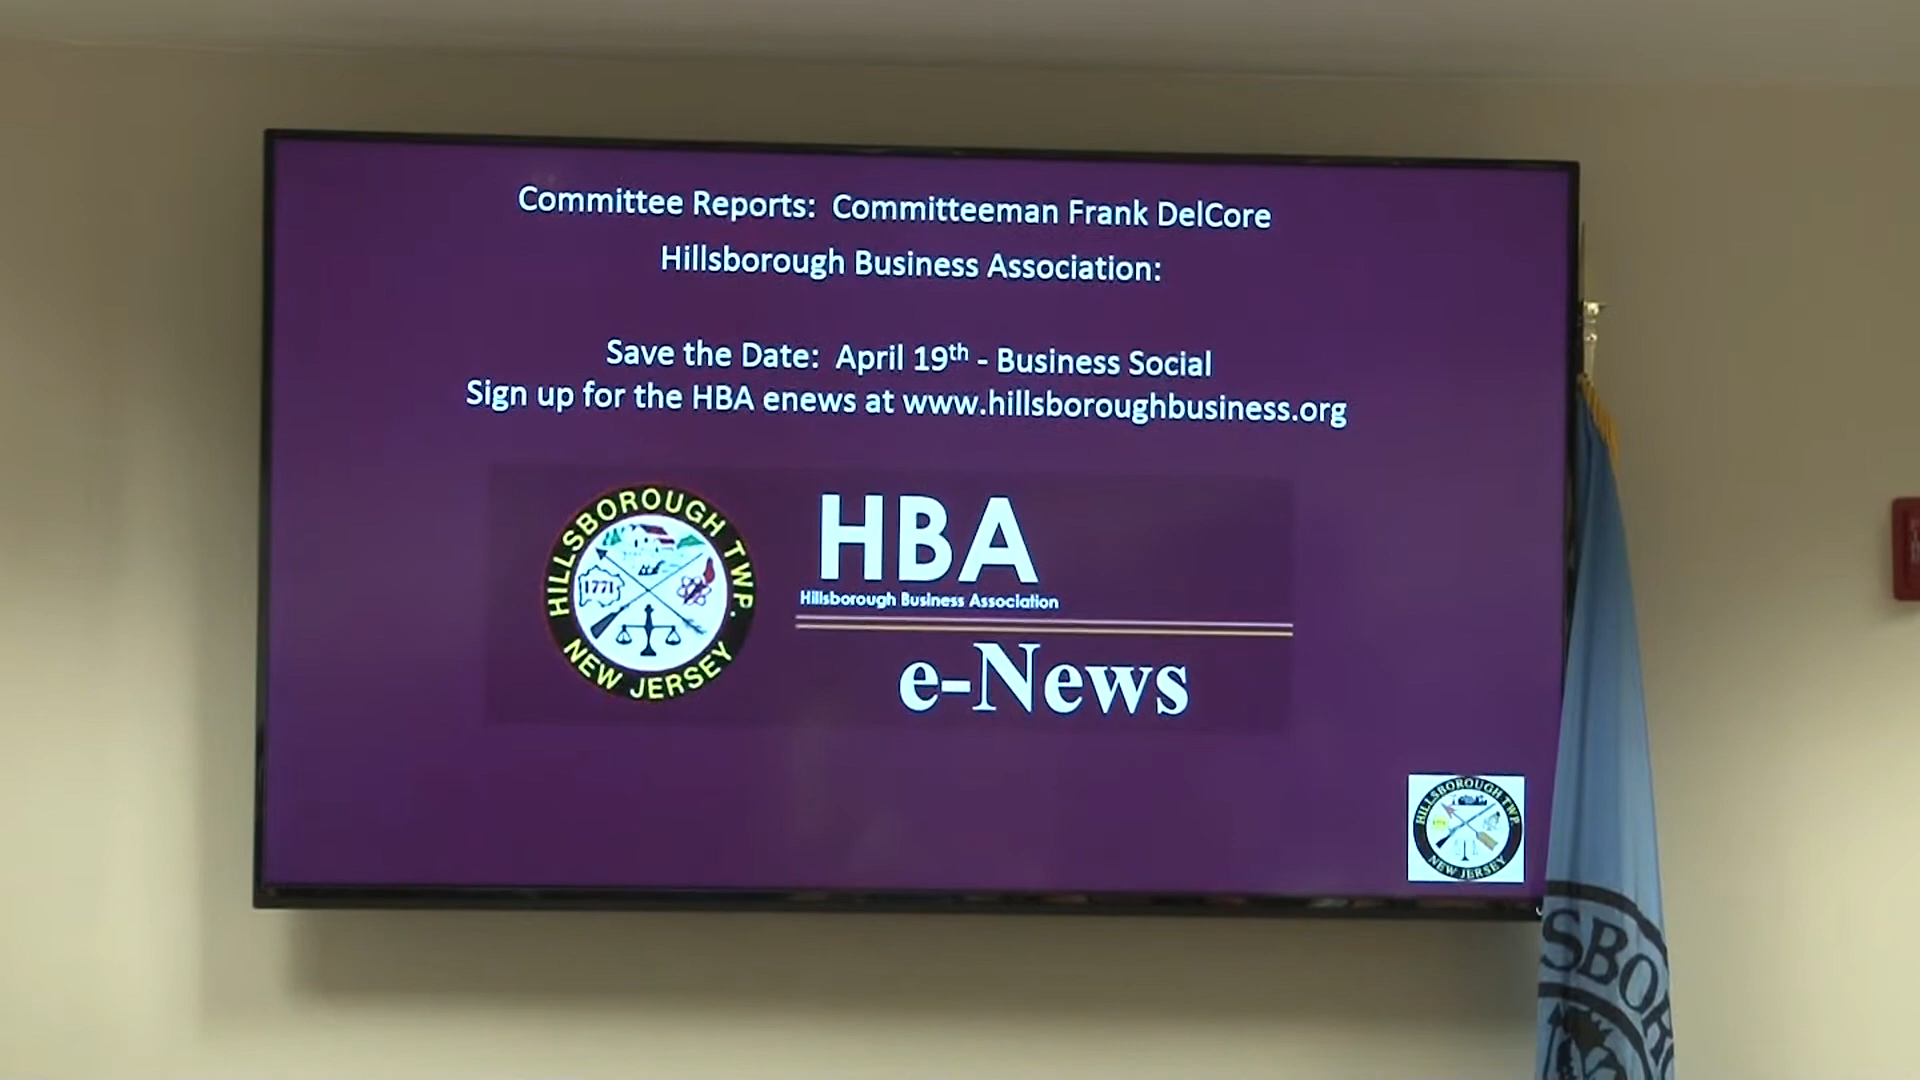 Committee Reports: Committeeman Frank DelCore
Hillsborough Business Association:
Save the Date: April 19th - Business Social
Sign up for the HBA enews at www.hillsboroughbusiness.org
HILLSBOROUGH TWP.
1771
NEW JERSEY
HBA
Hillsborough Business Association
e-News
HILLSBOROUGH TWP.
NEW JERSEY
SBOR